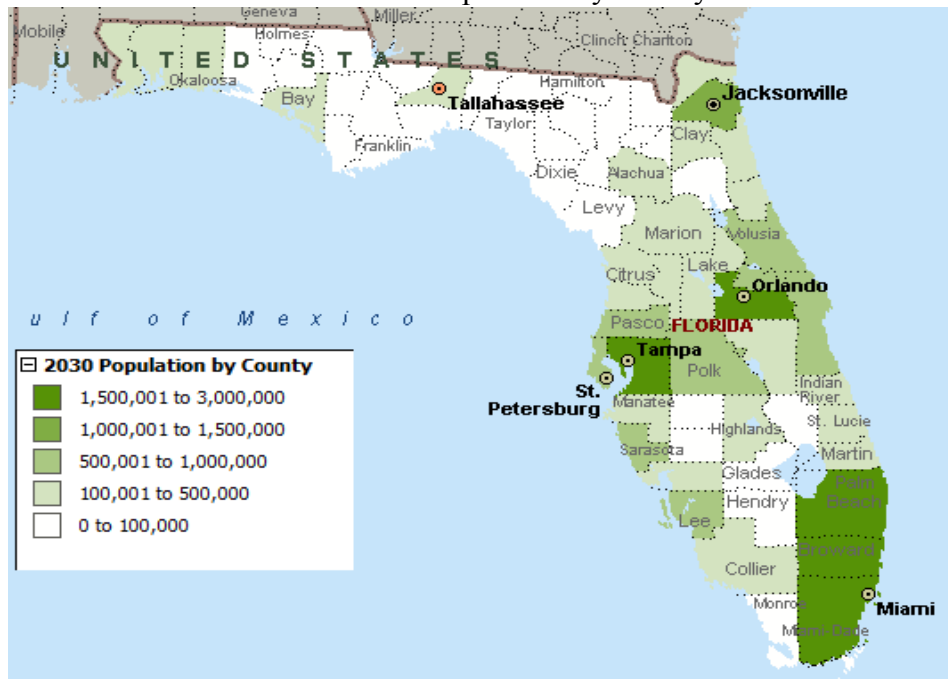 Geneva
Miller
Mobile
Holmes
Clinch Charlton
UNITED STATES
Okaloosa
Hamilton
Bay
Tallahassee
Jacksonville
Taylor
Clay
Franklin
Dixie
Alachua
Levy
Marion
Volusia
Citrus
Lake
Orlando
ulf of Mexico
Pasco
FLORIDA
2030 Population by County
Tampa
Polk
1,500,001 to 3,000,000
St.
Petersburg
Indian
River
Manatee
1,000,001 to 1,500,000
Highlands
St. Lucie
500,001 to 1,000,000
Sarasota
Martin
100,001 to 500,000
Glades
Palm
Beach
0 to 100,000
Hendry
Lee
Broward
Collier
Monroe
Miami
Miami-Dade